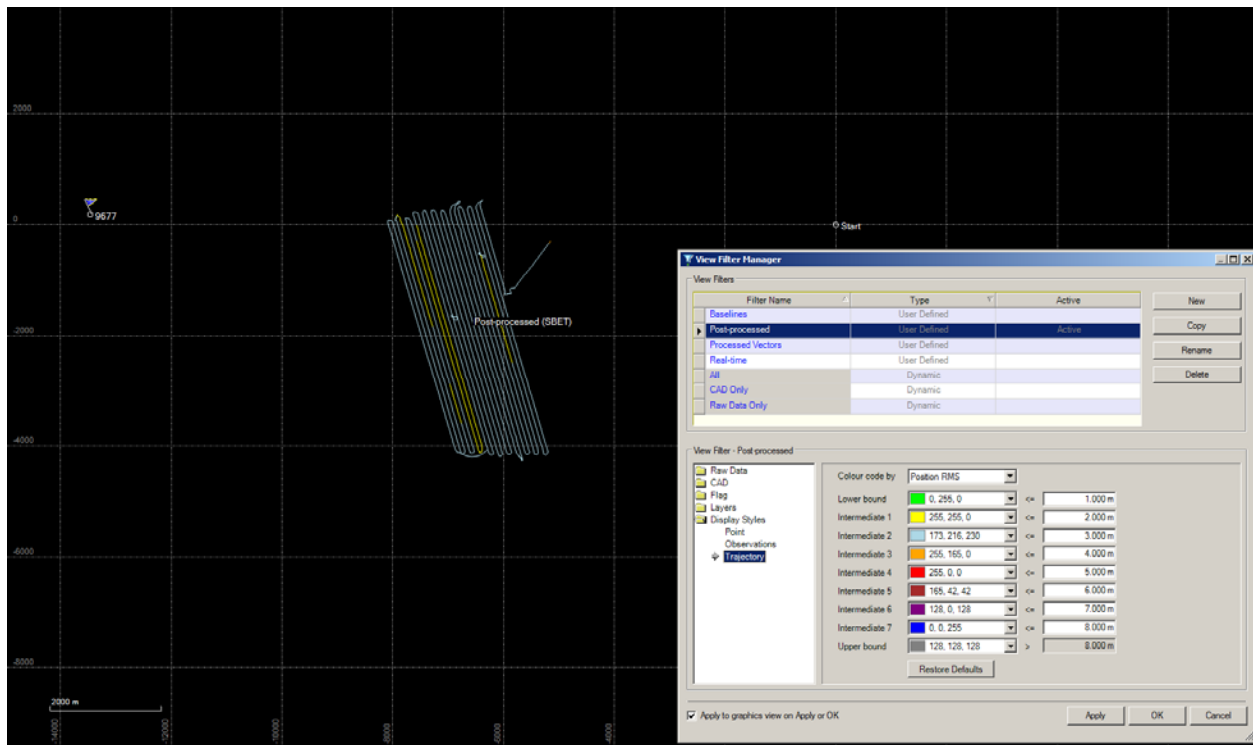 2000
9677
0
Start
Post-processed (SBET)
-2000
-4000
-6000
-8000
2000 m
-14000
-12000
-10000
-8000
-6000
-4000
View Filter Manager
View Filters
Filter Name Type Active
Baselines User Defined
Post-processed User Defined Active
Processed Vectors User Defined
Real-time User Defined
All Dynamic
CAD Only Dynamic
Raw Data Only Dynamic
New
Copy
Rename
Delete
View Filter - Post-processed
Raw Data
CAD
Flag
Layers
Display Styles
Point
Observations
Trajectory
Colour code by Position RMS
Lower bound 0, 255, 0 <= 1.000 m
Intermediate 1 255, 255, 0 <= 2.000 m
Intermediate 2 173, 216, 230 <= 3.000 m
Intermediate 3 255, 165, 0 <= 4.000 m
Intermediate 4 255, 0, 0 <= 5.000 m
Intermediate 5 165, 42, 42 <= 6.000 m
Intermediate 6 128, 0, 128 <= 7.000 m
Intermediate 7 0, 0, 255 <= 8.000 m
Upper bound 128, 128, 128 > 8.000 m
Restore Defaults
Apply to graphics view on Apply or OK
Apply
OK
Cancel